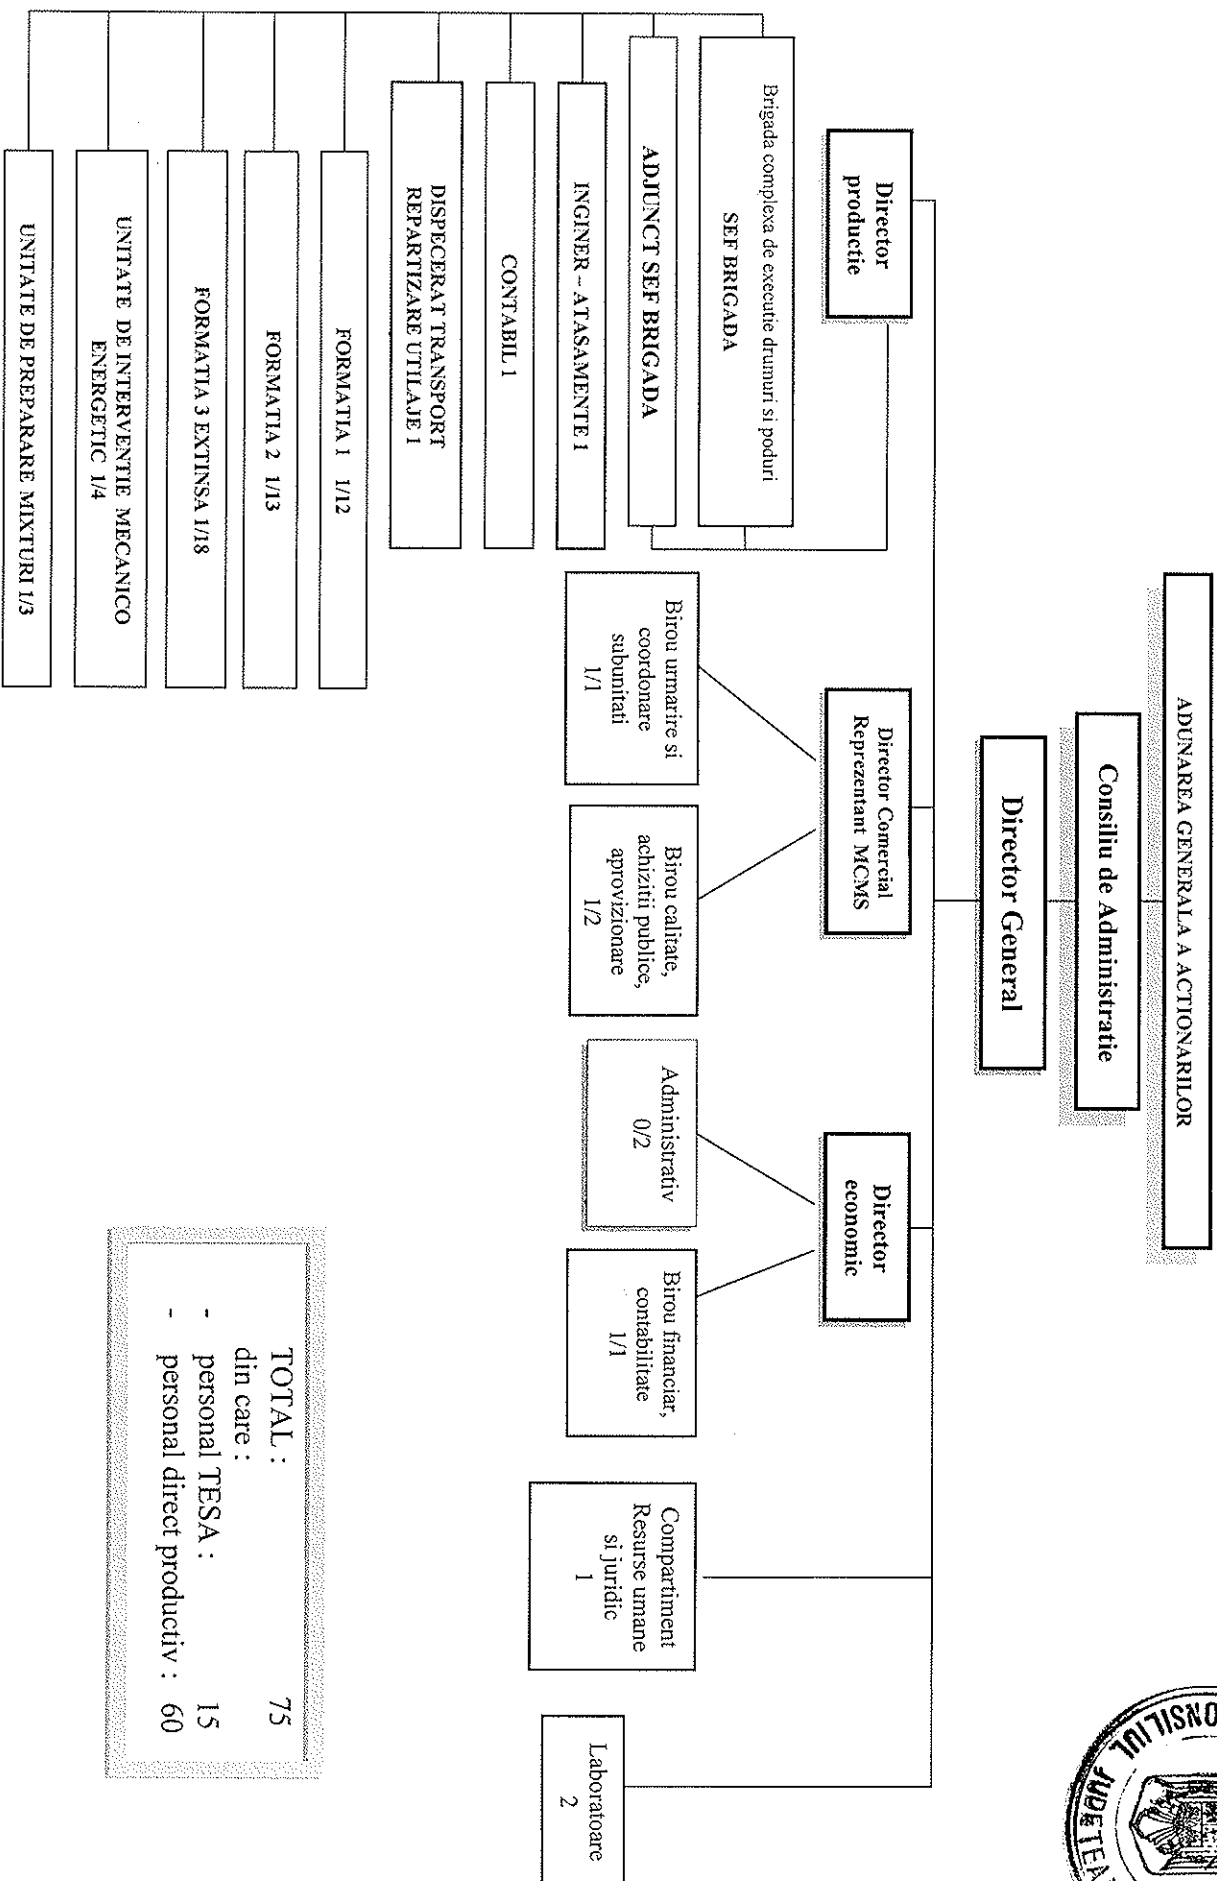 ADUNAREA GENERALA A ACTIONARILOR
Consiliu de Administratie
Director General
Director
productie
Director Comercial
Reprezentant MCMS
Director
economic
Brigada complexa de executie drumuri si poduri
SEF BRIGADA
ADJUNCT SEF BRIGADA
INGINER – ATASAMENTE 1
CONTABIL 1
DISPECERAT TRANSPORT
REPARTIZARE UTILAJE 1
FORMATIA 1 1/12
FORMATIA 2 1/13
FORMATIA 3 EXTINSA 1/18
UNITATE DE INTERVENTIE MECANICO
ENERGETIC 1/4
UNITATE DE PREPARARE MIXTURI 1/3
Birou urmarire si
coordonare
subunitati
1/1
Birou calitate,
achizitii publice,
aprovizionare
1/2
Administrativ
0/2
Birou financiar,
contabilitate
1/1
Compartiment
Resurse umane
si juridic
1
Laboratoare
2
TOTAL : 75
din care :
- personal TESA : 15
- personal direct productiv : 60
CONSILIUL JUDETEAN